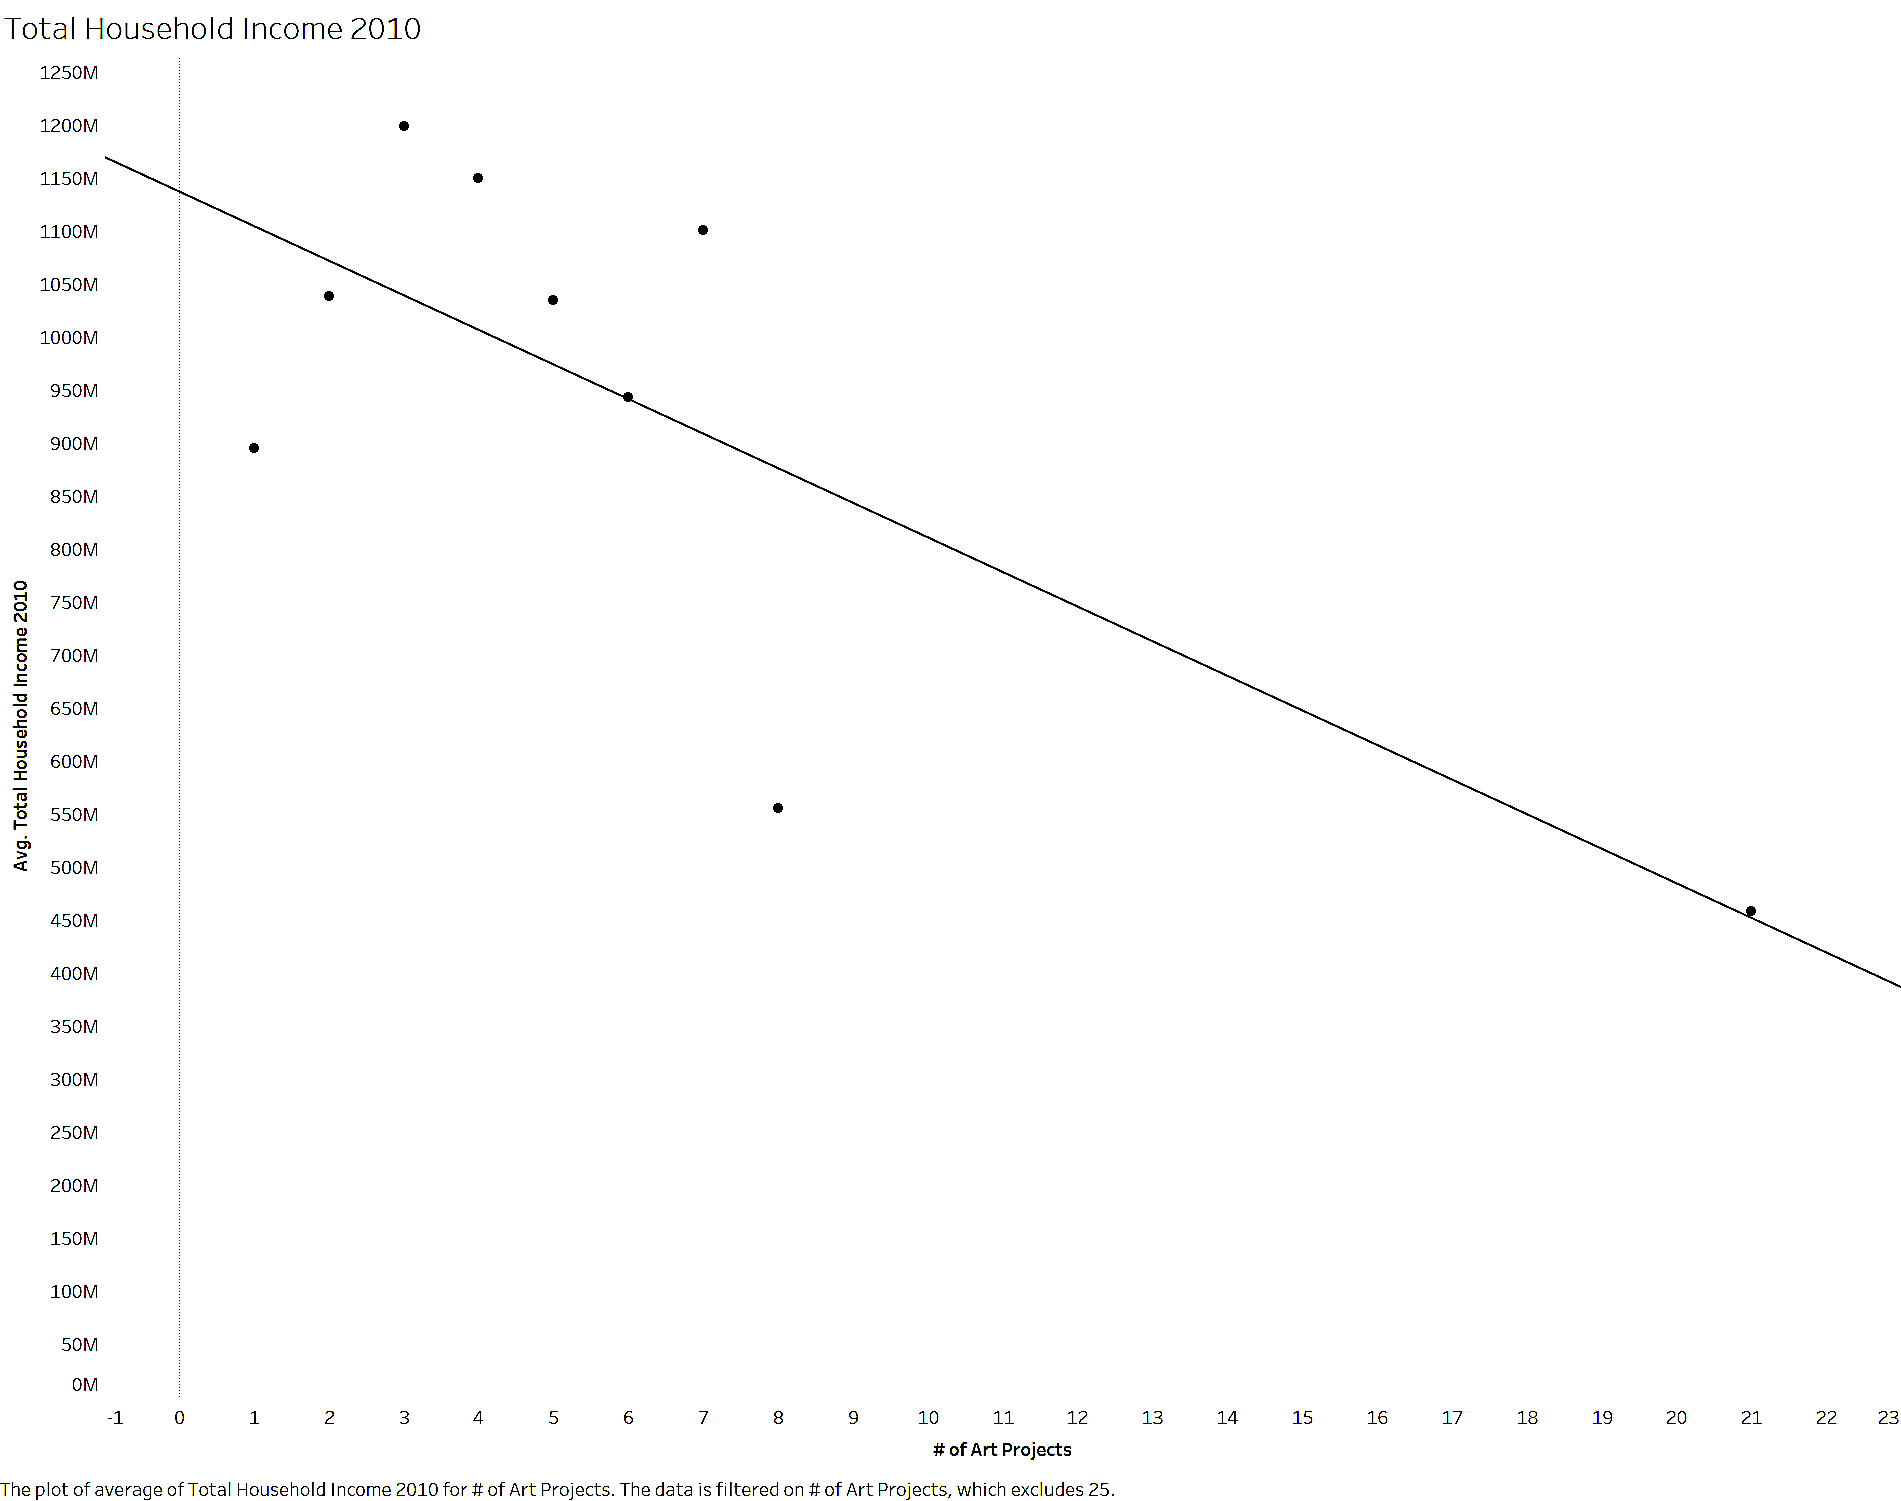 Total Household Income 2010
1250M
1200M
1150M
1100M
1050M
1000M
950M
900M
850M
800M
750M
700M
650M
600M
550M
500M
450M
400M
350M
300M
250M
200M
150M
100M
50M
0M
Avg. Total Household Income 2010
-1 0 1 2 3 4 5 6 7 8 9 10 11 12 13 14 15 16 17 18 19 20 21 22 23
# of Art Projects
The plot of average of Total Household Income 2010 for # of Art Projects. The data is filtered on # of Art Projects, which excludes 25.